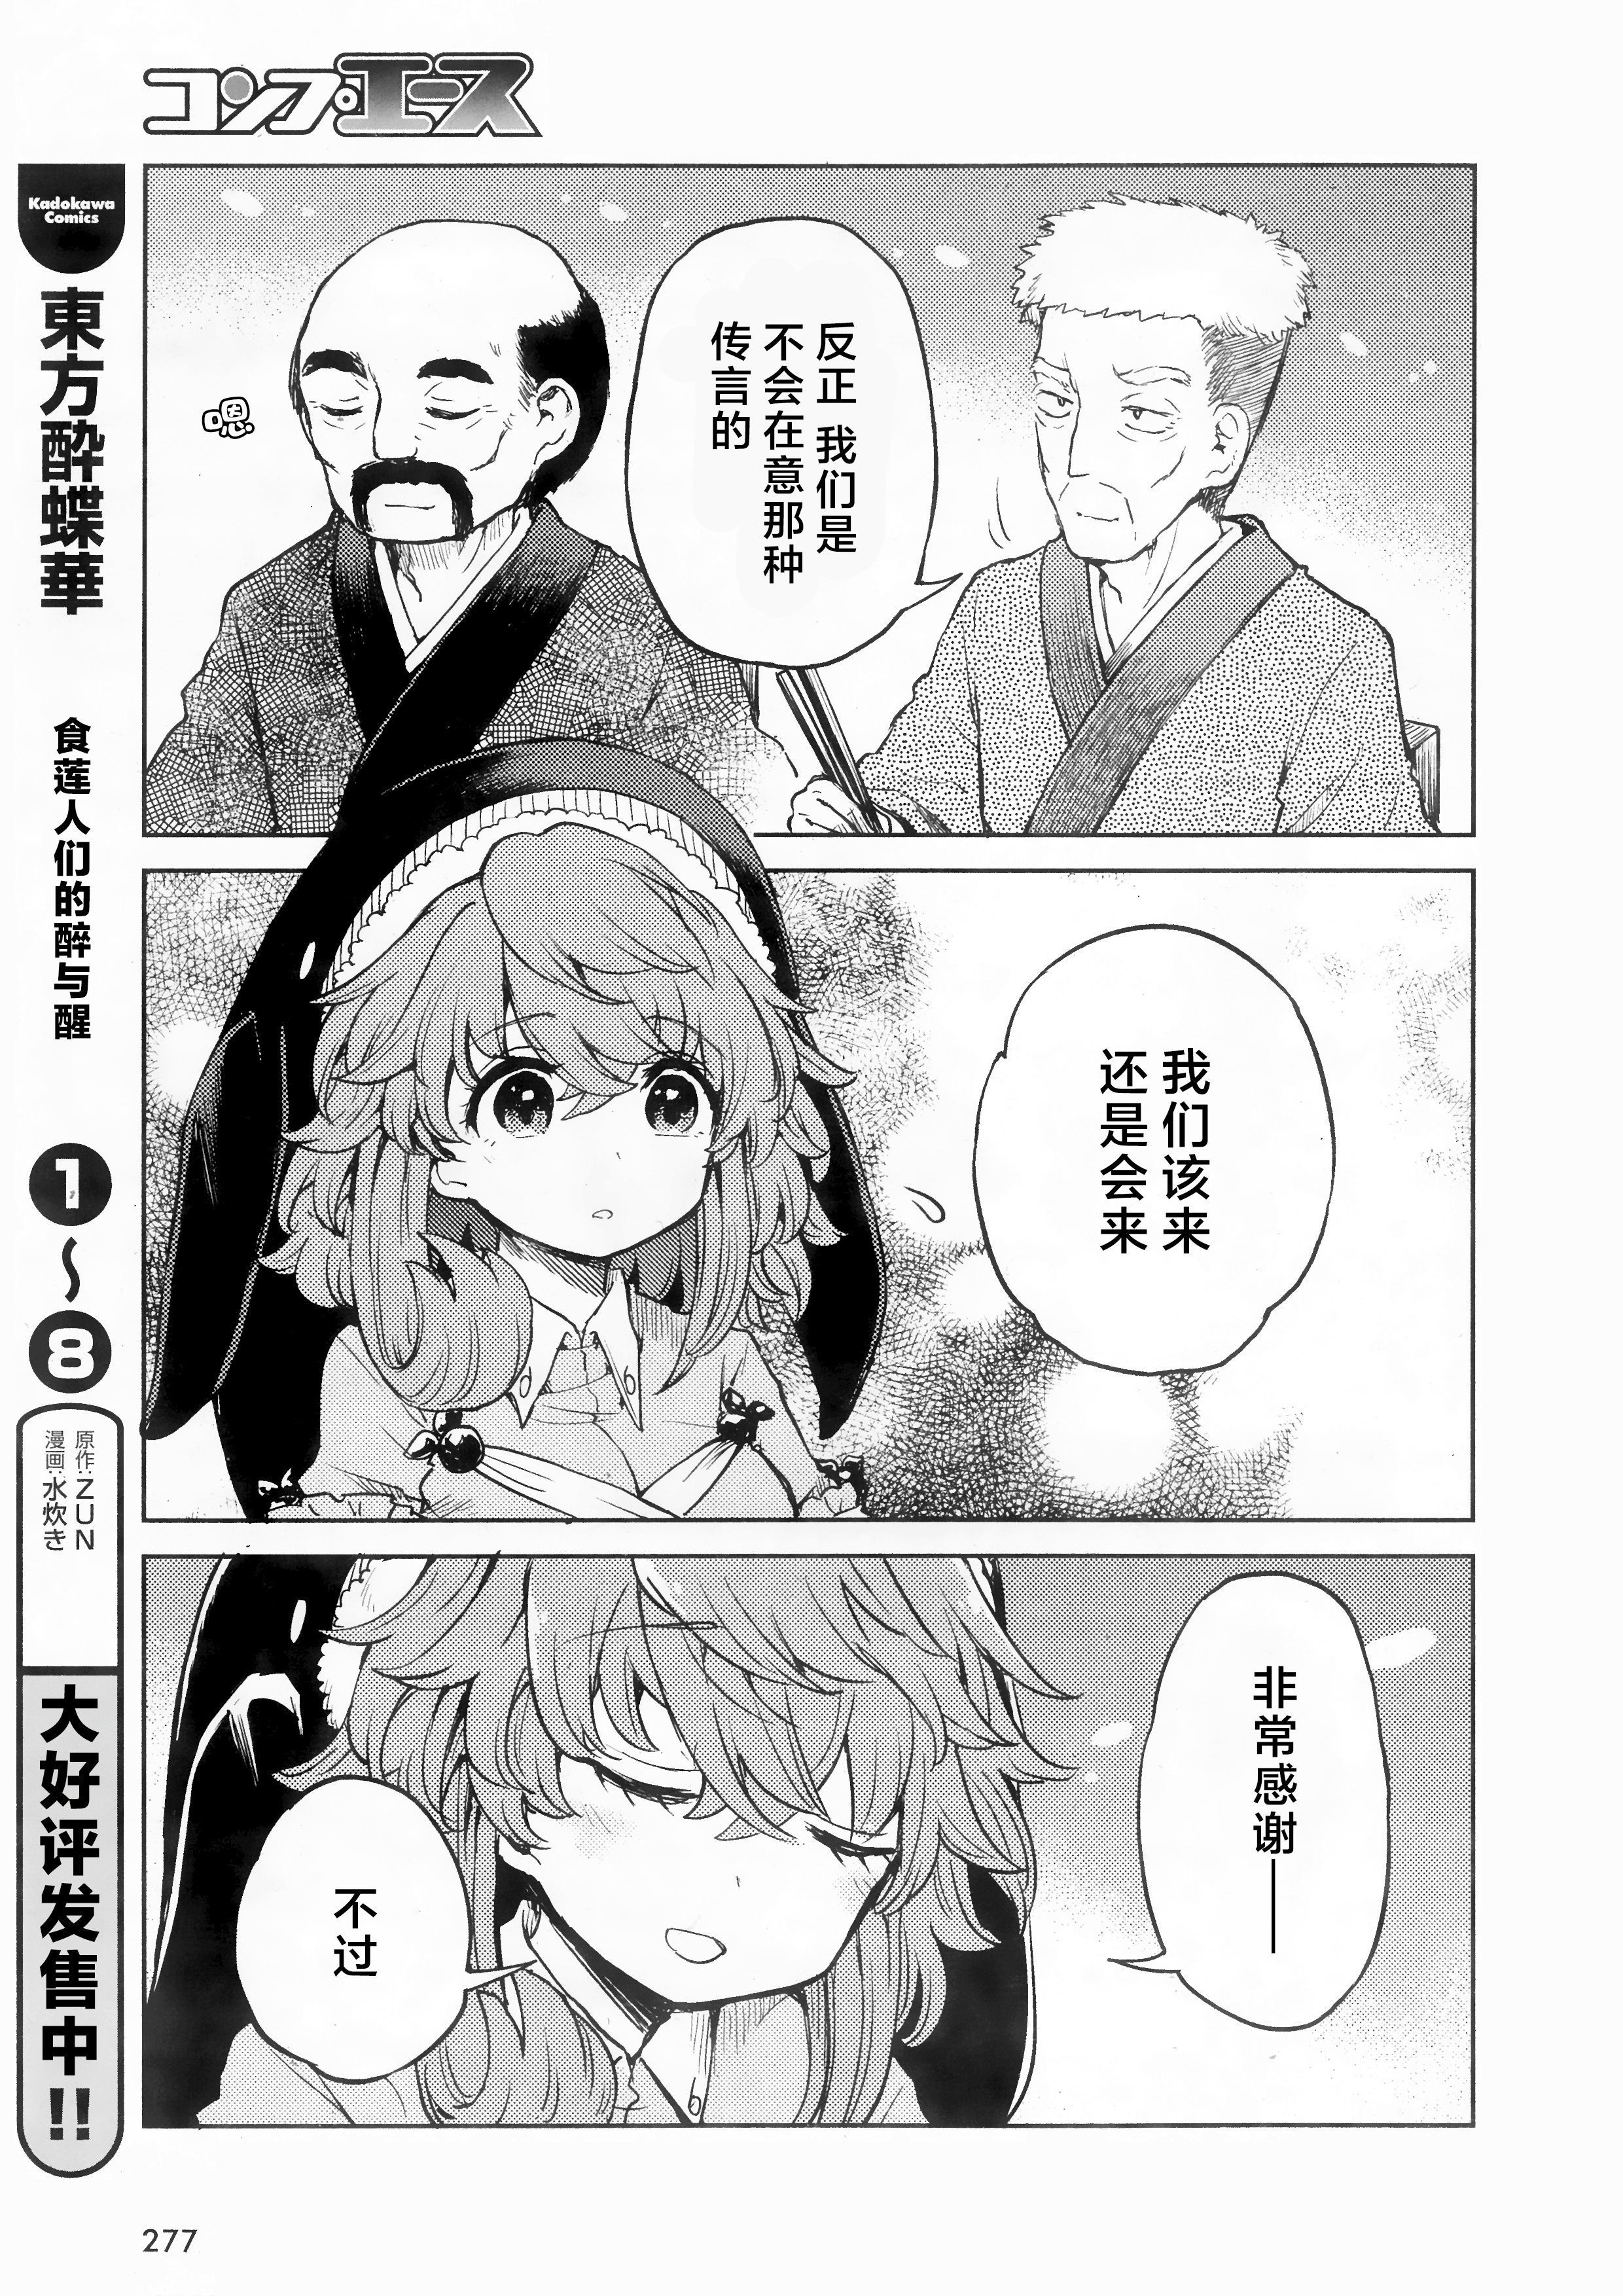 コンプ・エース
反正 我们是
不会在意那种
传言的
嗯
我们该来
还是会来
非常感谢——
不过
Kadokawa
Comics
東方酔蝶華
食莲人们的醉与醒
1～8
原作:ZUN
漫画:水炊き
大好评发售中!!
277